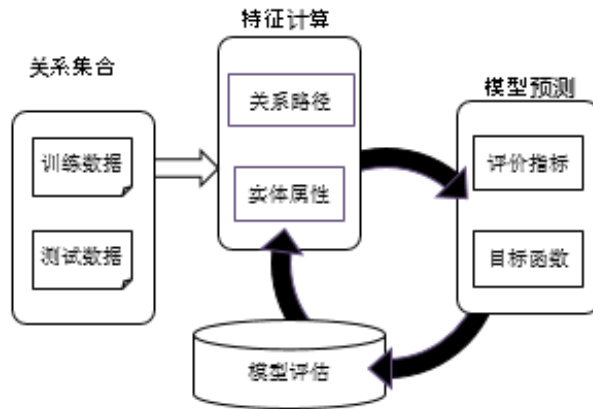 关系集合
训练数据
测试数据
特征计算
关系路径
实体属性
模型预测
评价指标
目标函数
模型评估